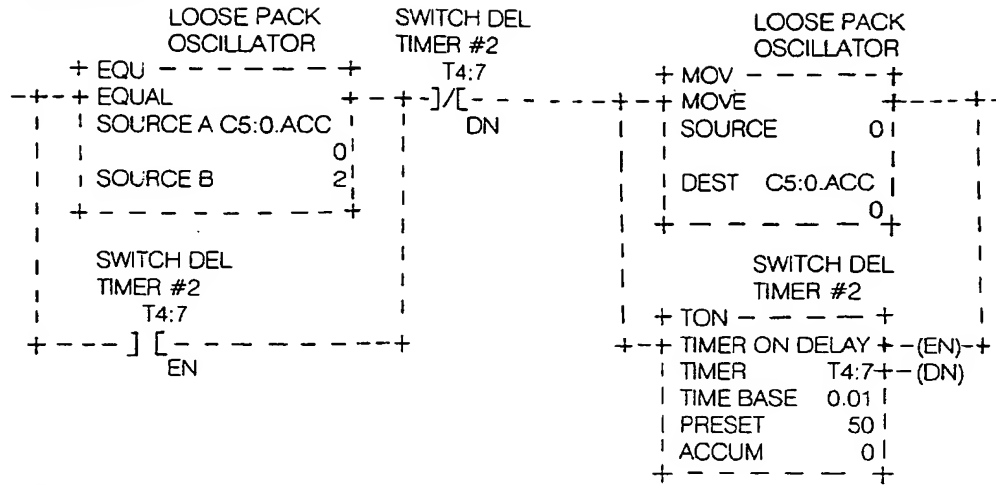 LOOSE PACK
OSCILLATOR
EQU
EQUAL
SOURCE A C5:0.ACC
0
SOURCE B 2
SWITCH DEL
TIMER #2
T4:7
]/[
DN
LOOSE PACK
OSCILLATOR
MOV
MOVE
SOURCE 0
DEST C5:0.ACC
0
SWITCH DEL
TIMER #2
T4:7
] [
EN
SWITCH DEL
TIMER #2
TON
TIMER ON DELAY (EN)
TIMER T4:7 (DN)
TIME BASE 0.01
PRESET 50
ACCUM 0